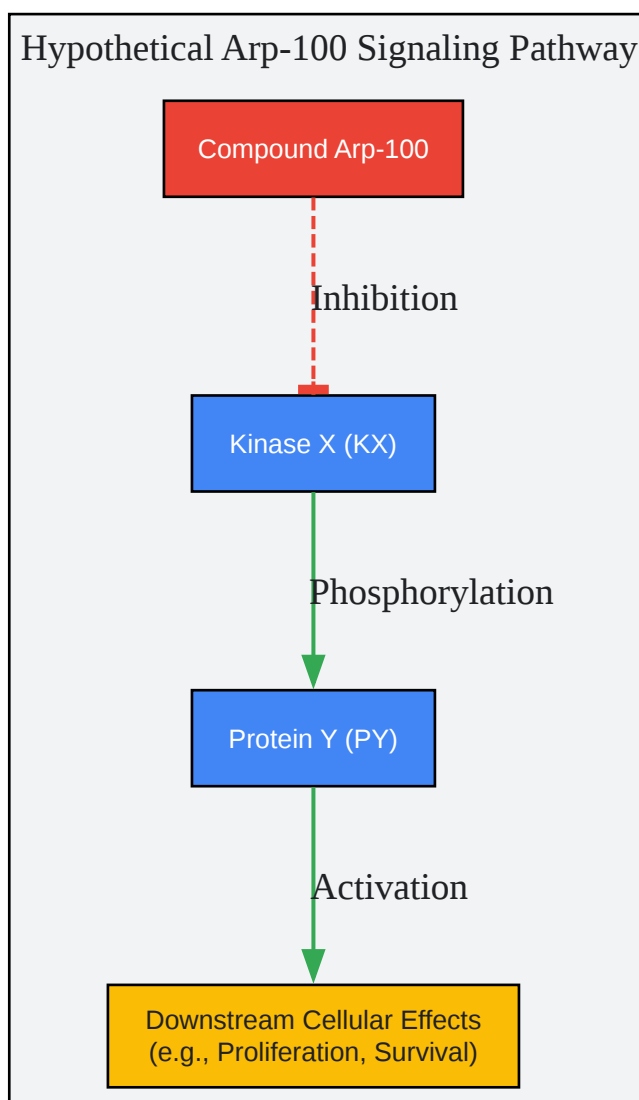 Hypothetical Arp-100 Signaling Pathway
Compound Arp-100
Inhibition
Kinase X (KX)
Phosphorylation
Protein Y (PY)
Activation
Downstream Cellular Effects
(e.g., Proliferation, Survival)